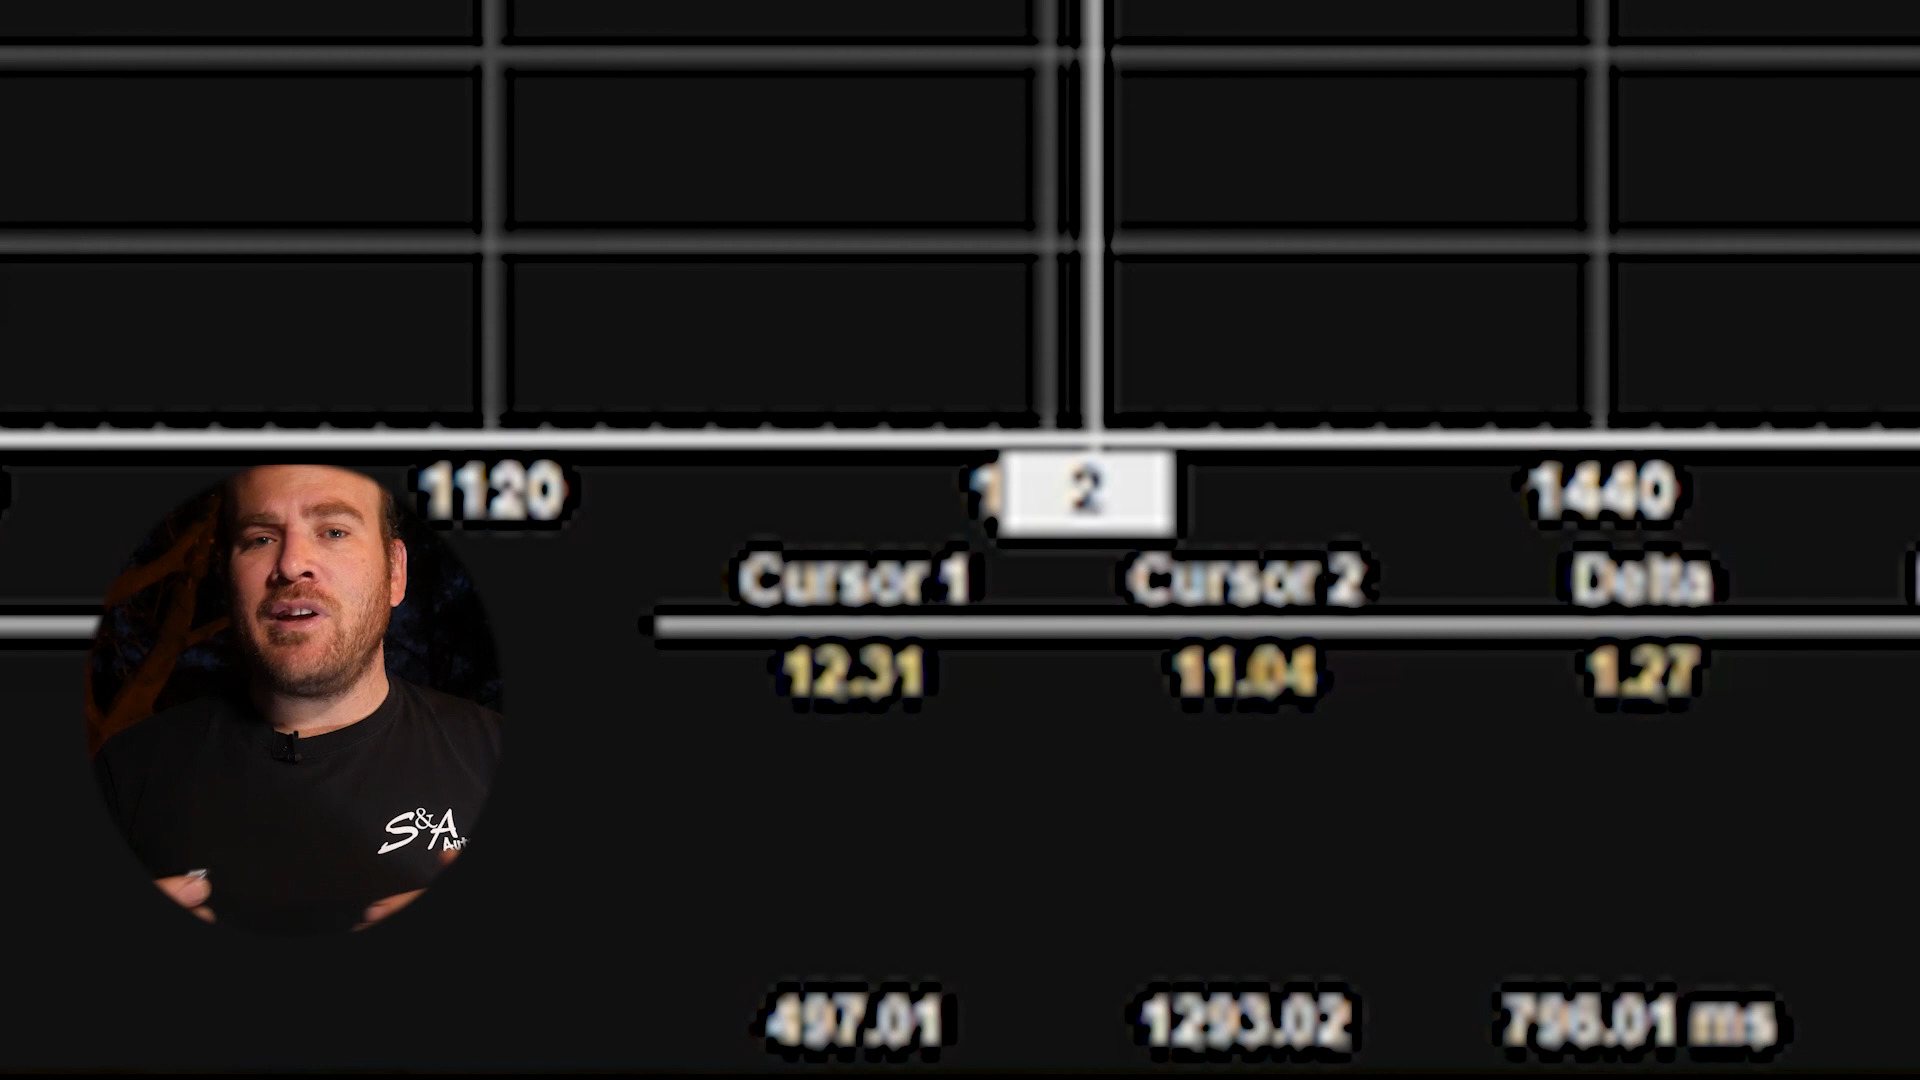 1120 2 1440
Cursor 1 Cursor 2 Delta
12.31 11.04 1.27
S&A
497.01 1293.02 796.01 ms